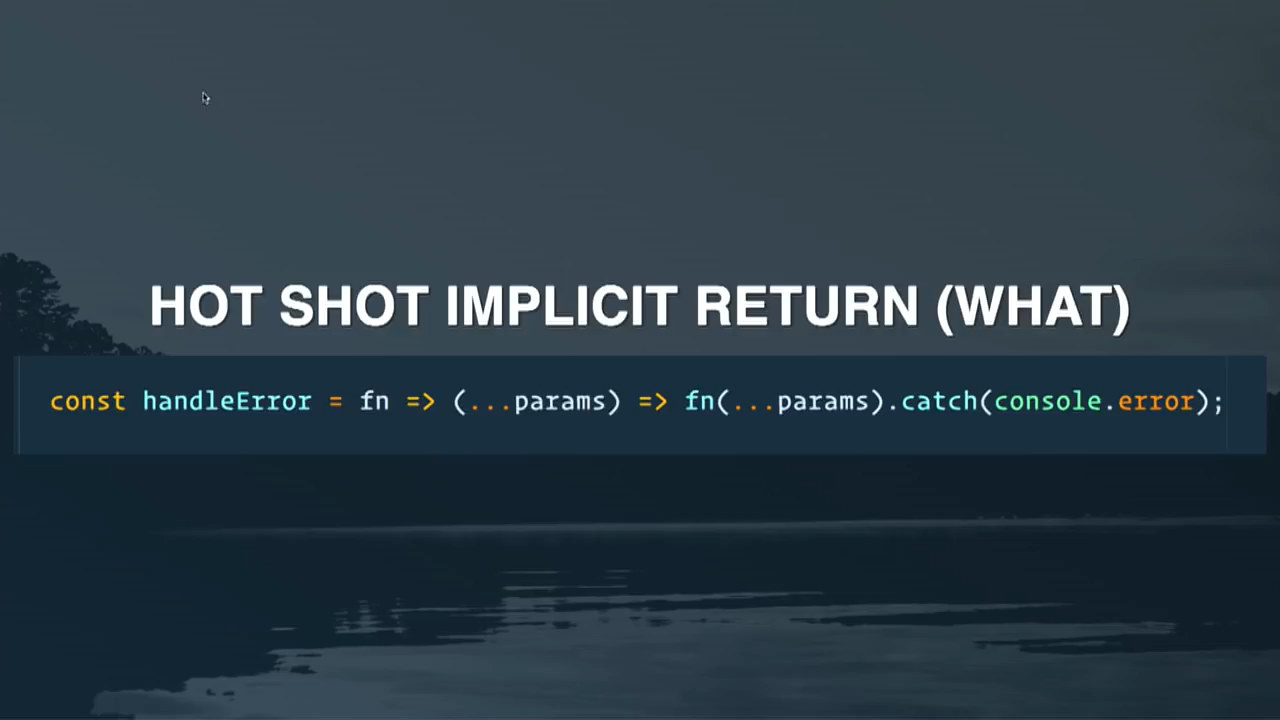 HOT SHOT IMPLICIT RETURN (WHAT)
const handleError = fn => (...params) => fn(...params).catch(console.error);